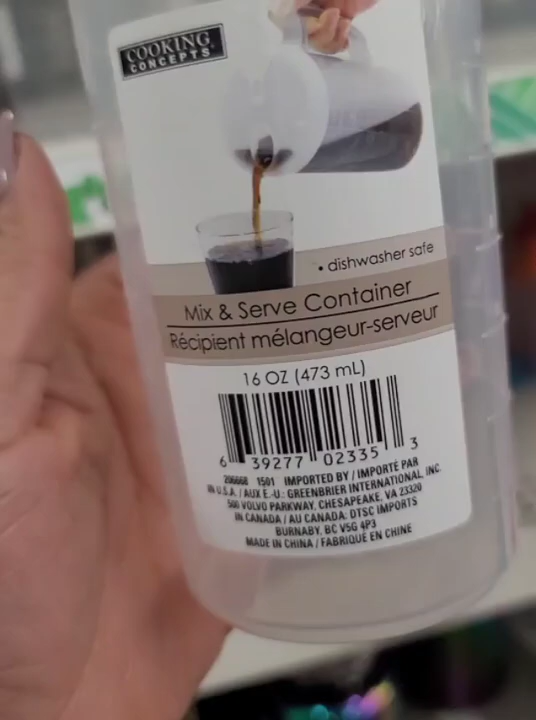 COOKING
CONCEPTS
• dishwasher safe
Mix & Serve Container
Récipient mélangeur-serveur
16 OZ (473 mL)
6 39277 02335 3
206668 1501 IMPORTED BY / IMPORTÉ PAR
IN U.S.A. / AUX É.-U.: GREENBRIER INTERNATIONAL, INC.
500 VOLVO PARKWAY, CHESAPEAKE, VA 23320
IN CANADA / AU CANADA: DTSC IMPORTS
BURNABY, BC V5G 4P3
MADE IN CHINA / FABRIQUÉ EN CHINE